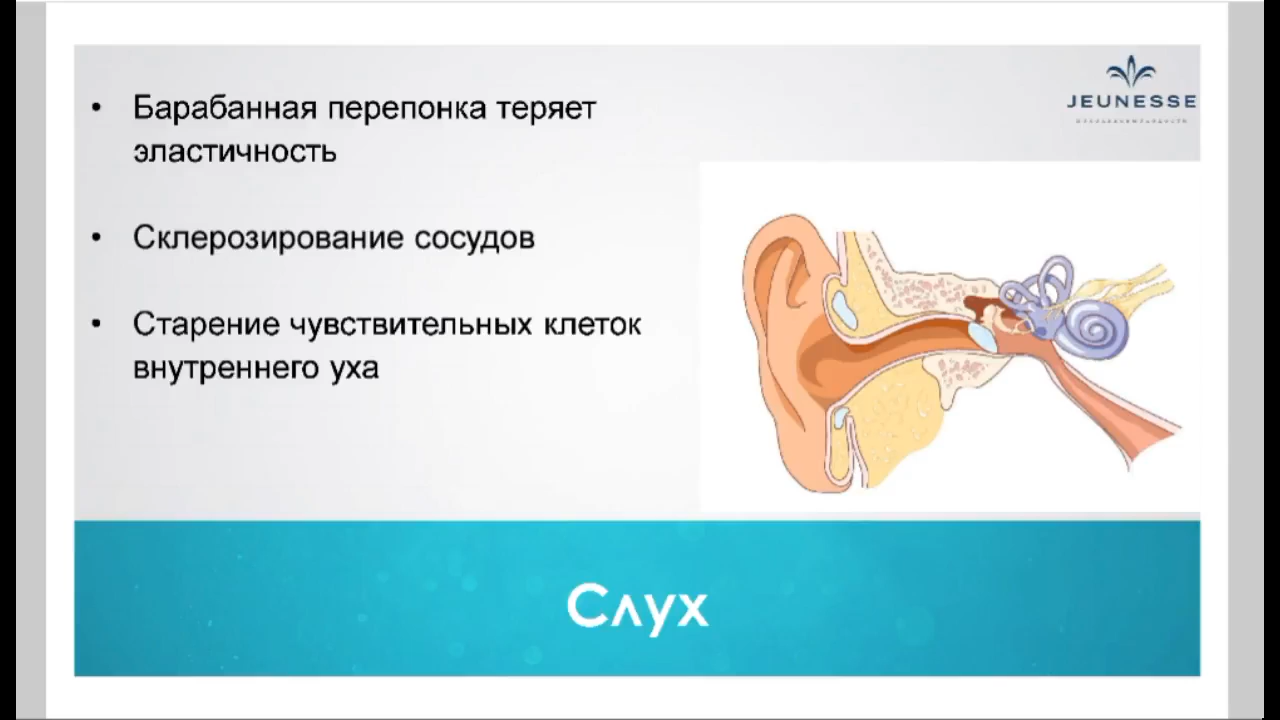 • Барабанная перепонка теряет
эластичность
• Склерозирование сосудов
• Старение чувствительных клеток
внутреннего уха
JEUNESSE
Слух